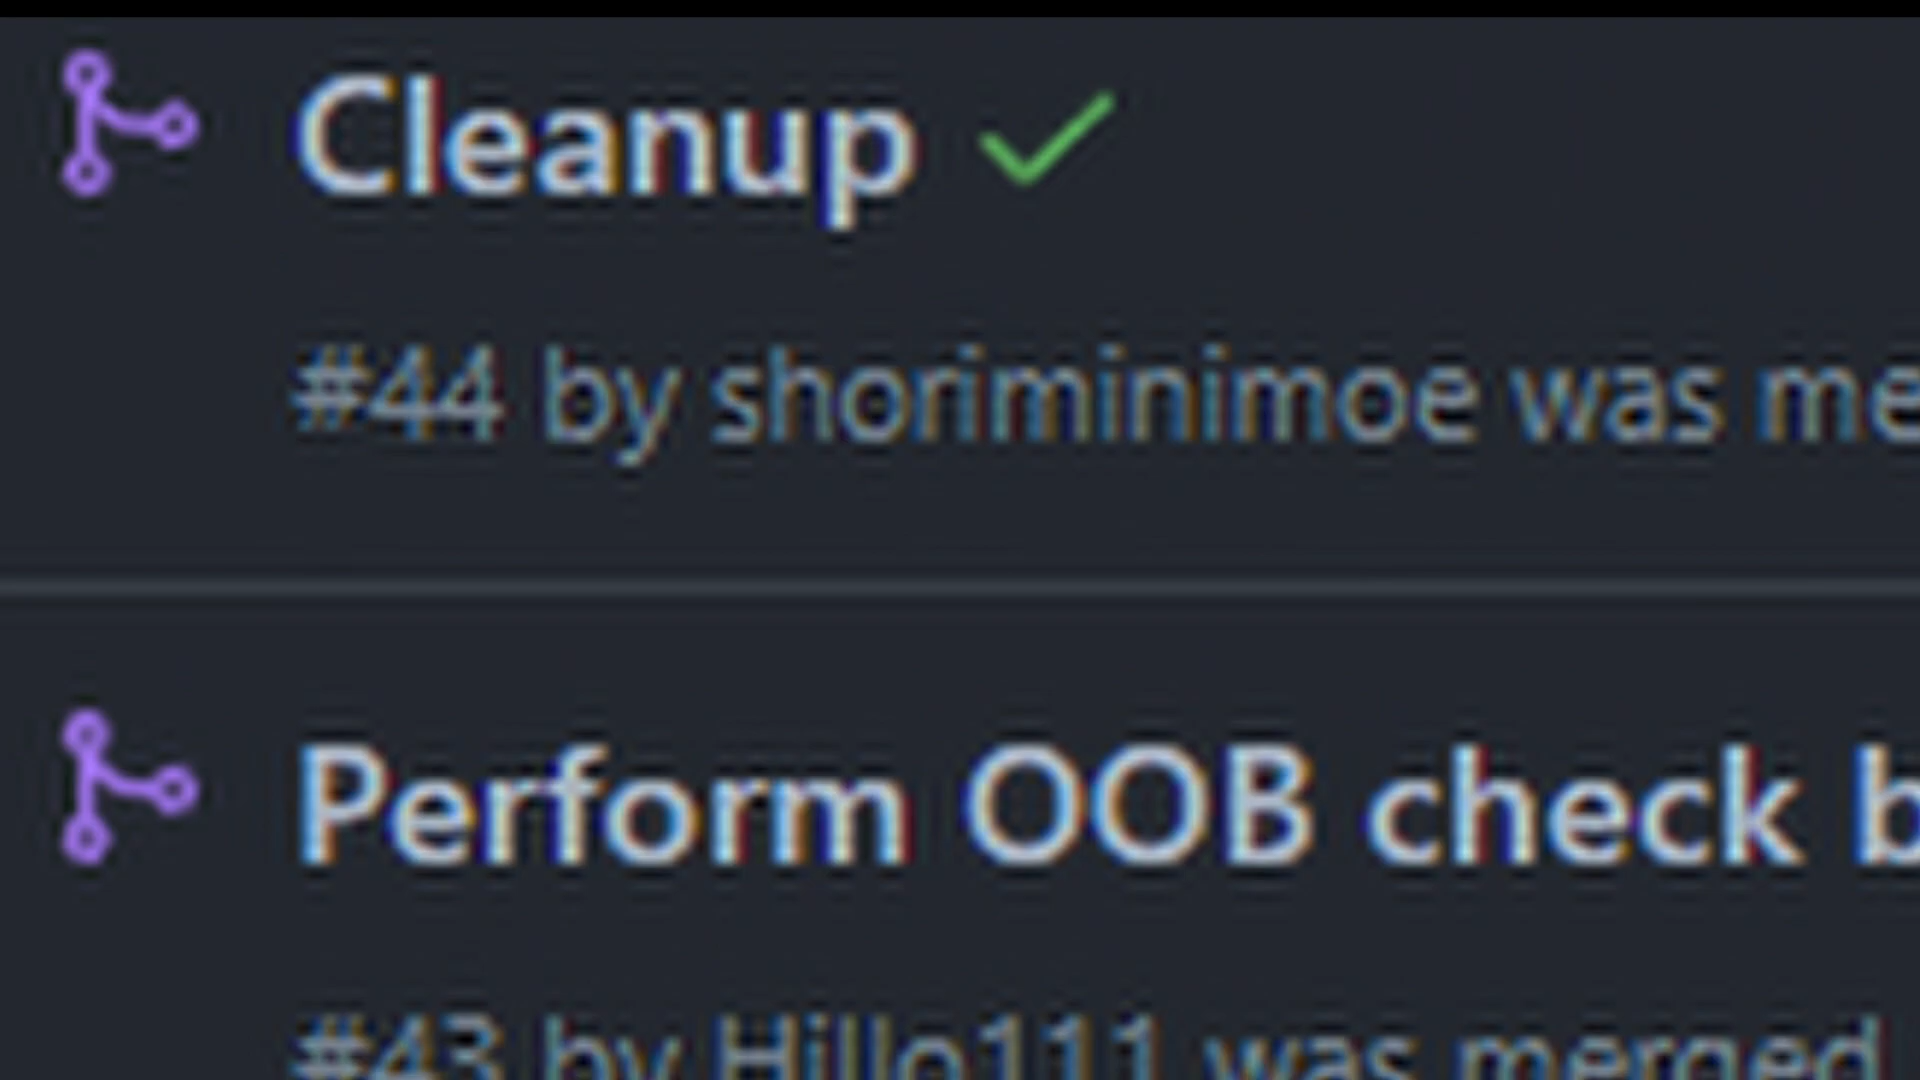 Cleanup
#44 by shoriminimoe was me
Perform OOB check b
#43 by Hillo111 was merged